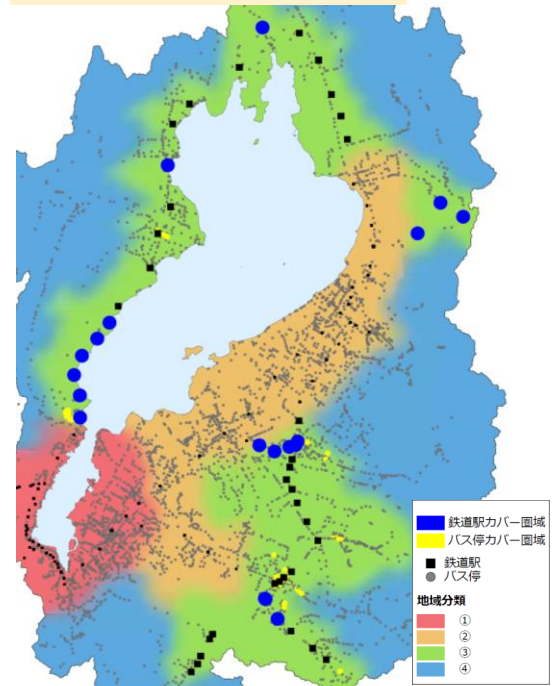 鉄道駅カバー圏域
バス停カバー圏域
鉄道駅
バス停
地域分類
①
②
③
④